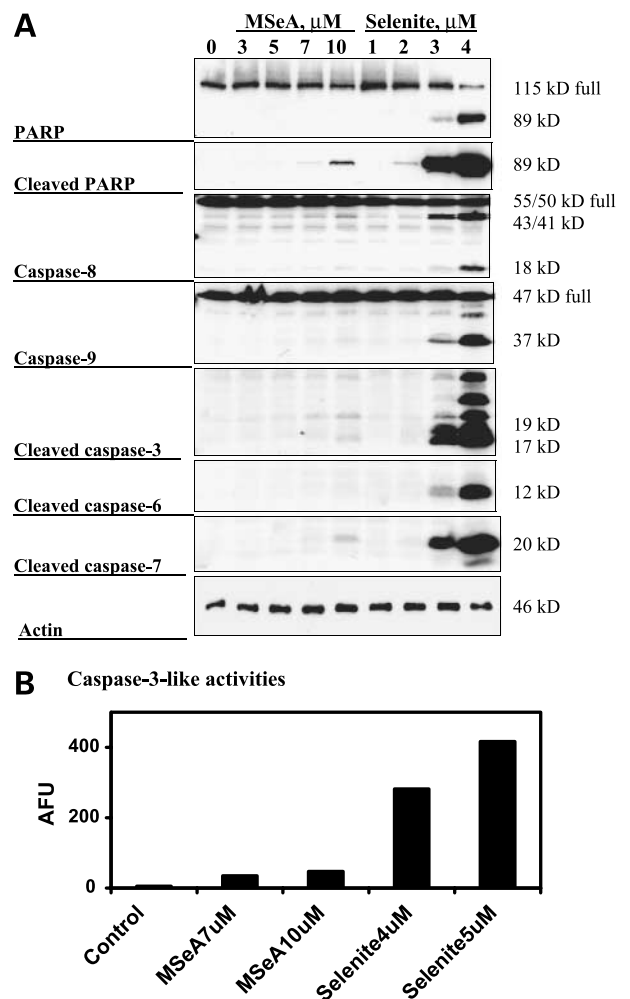 A
MSeA, µM Selenite, µM
0 3 5 7 10 1 2 3 4
115 kD full
89 kD
PARP
89 kD
Cleaved PARP
55/50 kD full
43/41 kD
18 kD
Caspase-8
47 kD full
37 kD
Caspase-9
19 kD
17 kD
Cleaved caspase-3
12 kD
Cleaved caspase-6
20 kD
Cleaved caspase-7
46 kD
Actin
B Caspase-3-like activities
400
200
0
AFU
Control
MSeA7uM
MSeA10uM
Selenite4uM
Selenite5uM